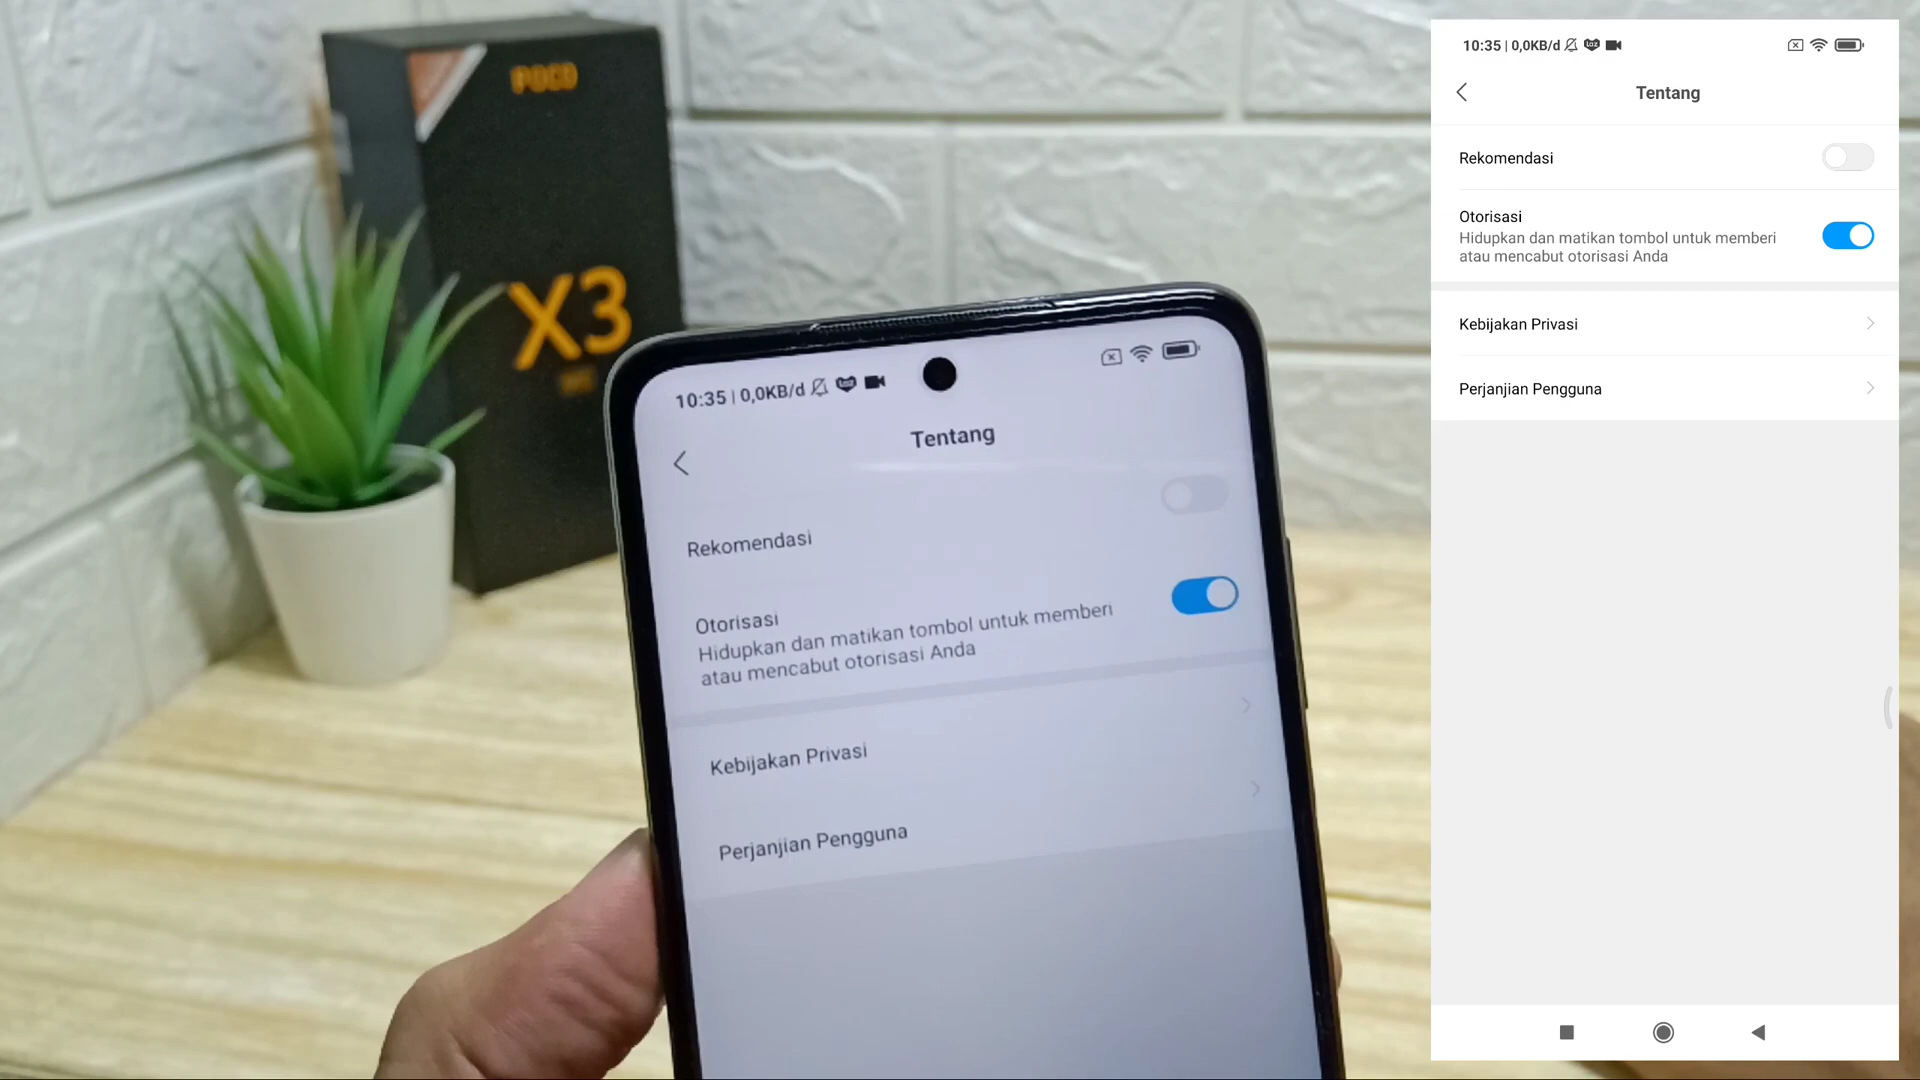 POCO
X3
10:35 | 0,0KB/d
Tentang
Rekomendasi
Otorisasi
Hidupkan dan matikan tombol untuk memberi
atau mencabut otorisasi Anda
Kebijakan Privasi
Perjanjian Pengguna
10:35 | 0,0KB/d
Tentang
Rekomendasi
Otorisasi
Hidupkan dan matikan tombol untuk memberi
atau mencabut otorisasi Anda
Kebijakan Privasi
Perjanjian Pengguna